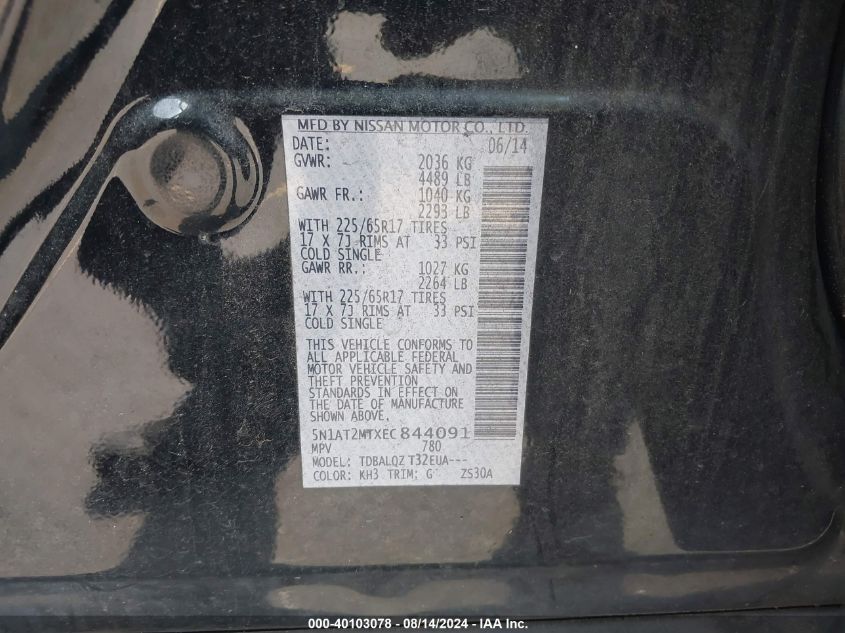 MFD BY NISSAN MOTOR CO., LTD.
DATE: 06/14
GVWR: 2036 KG
4489 LB
GAWR FR.: 1040 KG
2293 LB
WITH 225/65R17 TIRES
17 X 7J RIMS AT 33 PSI
COLD SINGLE
GAWR RR.: 1027 KG
2264 LB
WITH 225/65R17 TIRES
17 X 7J RIMS AT 33 PSI
COLD SINGLE
THIS VEHICLE CONFORMS TO
ALL APPLICABLE FEDERAL
MOTOR VEHICLE SAFETY AND
THEFT PREVENTION
STANDARDS IN EFFECT ON
THE DATE OF MANUFACTURE
SHOWN ABOVE.
5N1AT2MTXEC844091
MPV 780
MODEL: TDBALQZ T32EUA---
COLOR: KH3 TRIM: G ZS30A
000-40103078 - 08/14/2024 - IAA Inc.